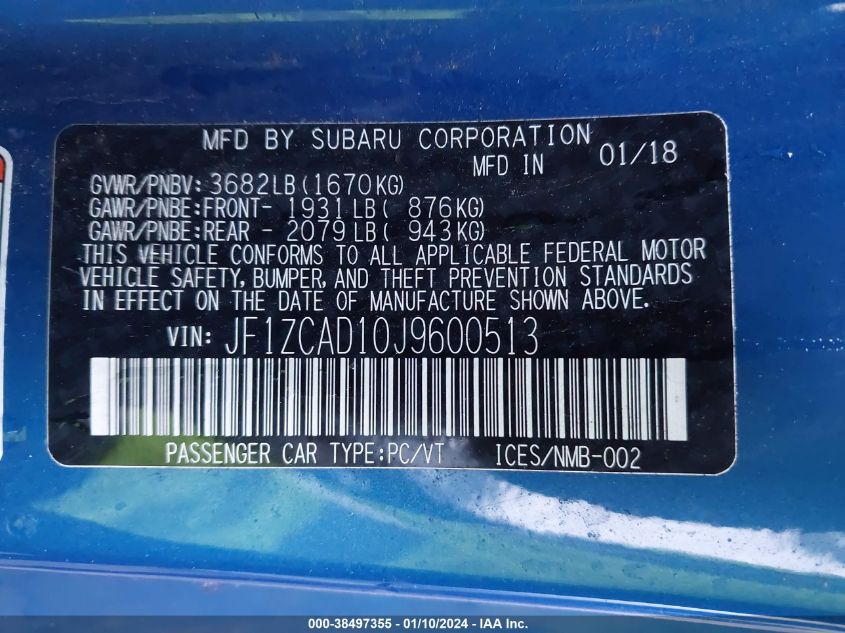 MFD BY SUBARU CORPORATION
MFD IN 01/18
GVWR/PNBV: 3682LB(1670KG)
GAWR/PNBE:FRONT- 1931LB( 876KG)
GAWR/PNBE:REAR - 2079LB( 943KG)
THIS VEHICLE CONFORMS TO ALL APPLICABLE FEDERAL MOTOR
VEHICLE SAFETY, BUMPER, AND THEFT PREVENTION STANDARDS
IN EFFECT ON THE DATE OF MANUFACTURE SHOWN ABOVE.
VIN: JF1ZCAD10J9600513
PASSENGER CAR TYPE:PC/VT ICES/NMB-002
000-38497355 - 01/10/2024 - IAA Inc.